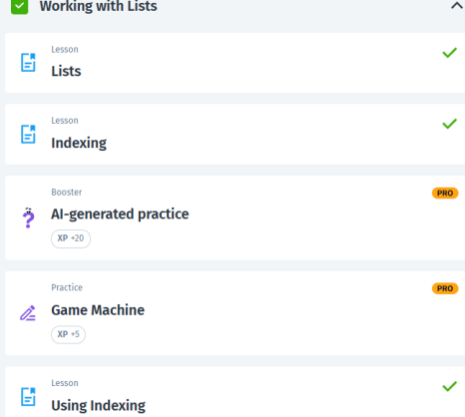 Working with Lists
Lesson
Lists
Lesson
Indexing
Booster
PRO
AI-generated practice
XP +20
Practice
PRO
Game Machine
XP +5
Lesson
Using Indexing